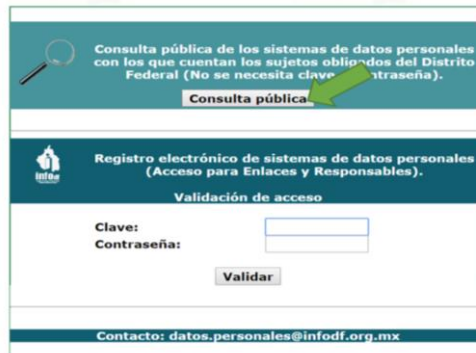 Consulta pública de los sistemas de datos personales
con los que cuentan los sujetos obligados del Distrito
Federal (No se necesita clave contraseña).
Consulta pública
infodf
Registro electrónico de sistemas de datos personales
(Acceso para Enlaces y Responsables).
Validación de acceso
Clave:
Contraseña:
Validar
Contacto: datos.personales@infodf.org.mx